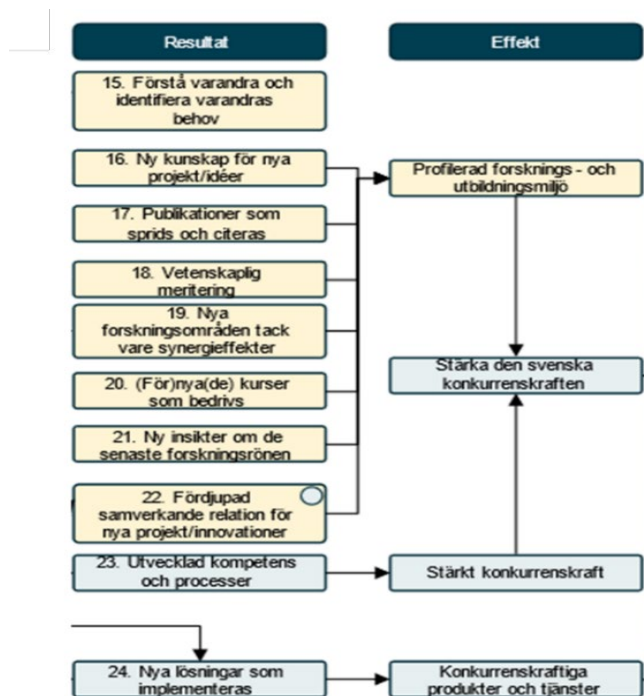 Resultat
Effekt
15. Förstå varandra och
identifiera varandras
behov
16. Ny kunskap för nya
projekt/idéer
Profilerad forsknings - och
utbildningsmiljö
17. Publikationer som
sprids och citeras
18. Vetenskaplig
meritering
19. Nya
forskningsområden tack
vare synergieffekter
Stärka den svenska
konkurrenskraften
20. (För)nya(de) kurser
som bedrivs
21. Ny insikter om de
senaste forskningsrönen
22. Fördjupad
samverkande relation för
nya projekt/innovationer
23. Utvecklad kompetens
och processer
Stärkt konkurrenskraft
24. Nya lösningar som
implementeras
Konkurrenskraftiga
produkter och tjänster